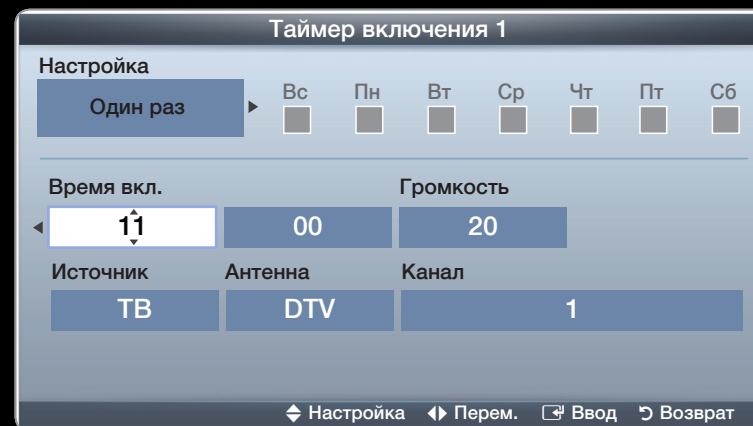 Таймер включения 1
Настройка
Один раз Вс Пн Вт Ср Чт Пт Сб
Время вкл. Громкость
11 00 20
Источник Антенна Канал
ТВ DTV 1
Настройка Перем. Ввод Возврат